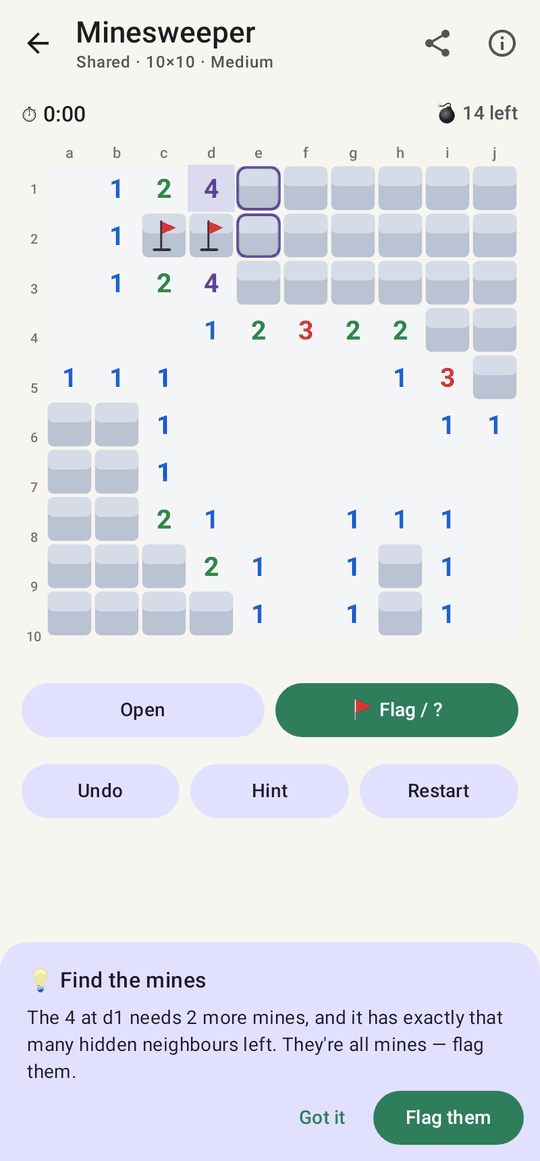 Minesweeper
Shared · 10×10 · Medium
0:00
14 left
a b c d e f g h i j
1 1 2 4
2 1
3 1 2 4
4 1 2 3 2 2
5 1 1 1 1 3
6 1 1 1
7 1
8 2 1 1 1 1
9 2 1 1 1
10 1 1 1
Open
Flag / ?
Undo
Hint
Restart
Find the mines
The 4 at d1 needs 2 more mines, and it has exactly that
many hidden neighbours left. They're all mines — flag
them.
Got it
Flag them